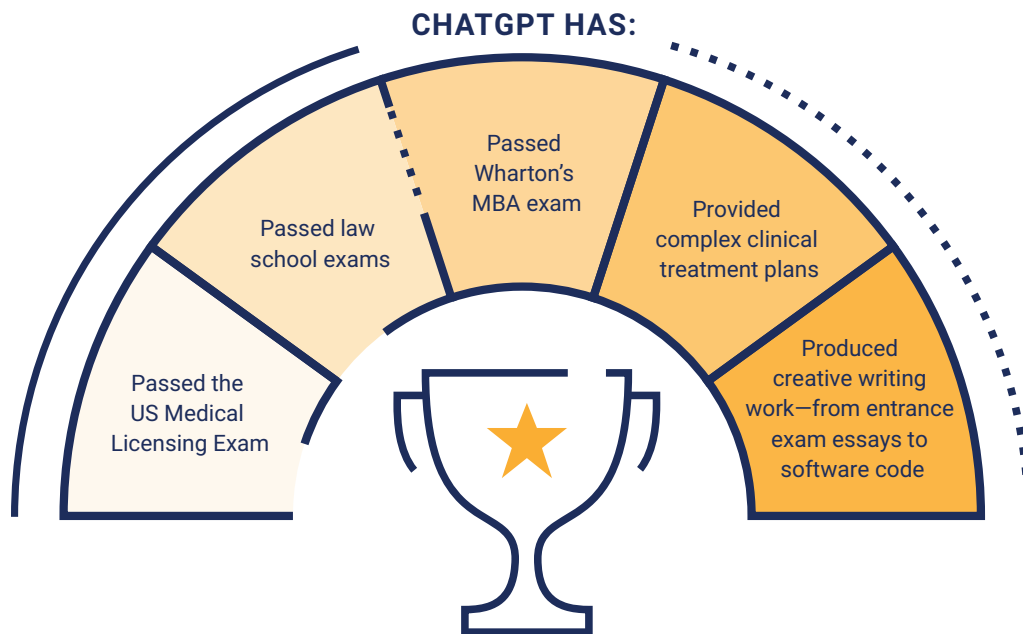 CHATGPT HAS:
Passed the
US Medical
Licensing Exam
Passed law
school exams
Passed
Wharton’s
MBA exam
Provided
complex clinical
treatment plans
Produced
creative writing
work—from entrance
exam essays to
software code